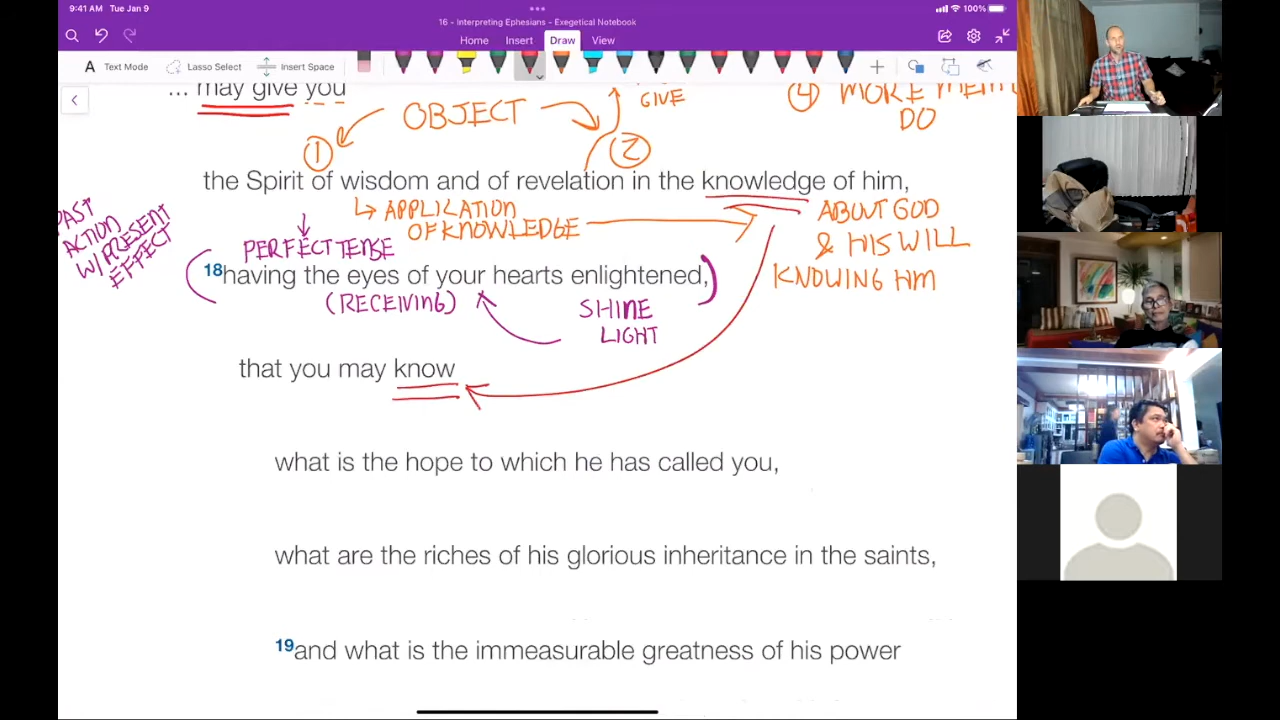 9:41 AM Tue Jan 9
100%
16 - Interpreting Ephesians - Exegetical Notebook
Home Insert Draw View
A Text Mode Lasso Select Insert Space
... may give you
GIVE
OBJECT
④ MORE
DO
① ②
the Spirit of wisdom and of revelation in the knowledge of him,
APPLICATION
OF KNOWLEDGE
ABOUT GOD
& HIS WILL
KNOWING HIM
PAST
ACTION
W/ PRESENT
EFFECT
PERFECT TENSE
18having the eyes of your hearts enlightened,
(RECEIVING)
SHINE
LIGHT
that you may know
what is the hope to which he has called you,
what are the riches of his glorious inheritance in the saints,
19and what is the immeasurable greatness of his power